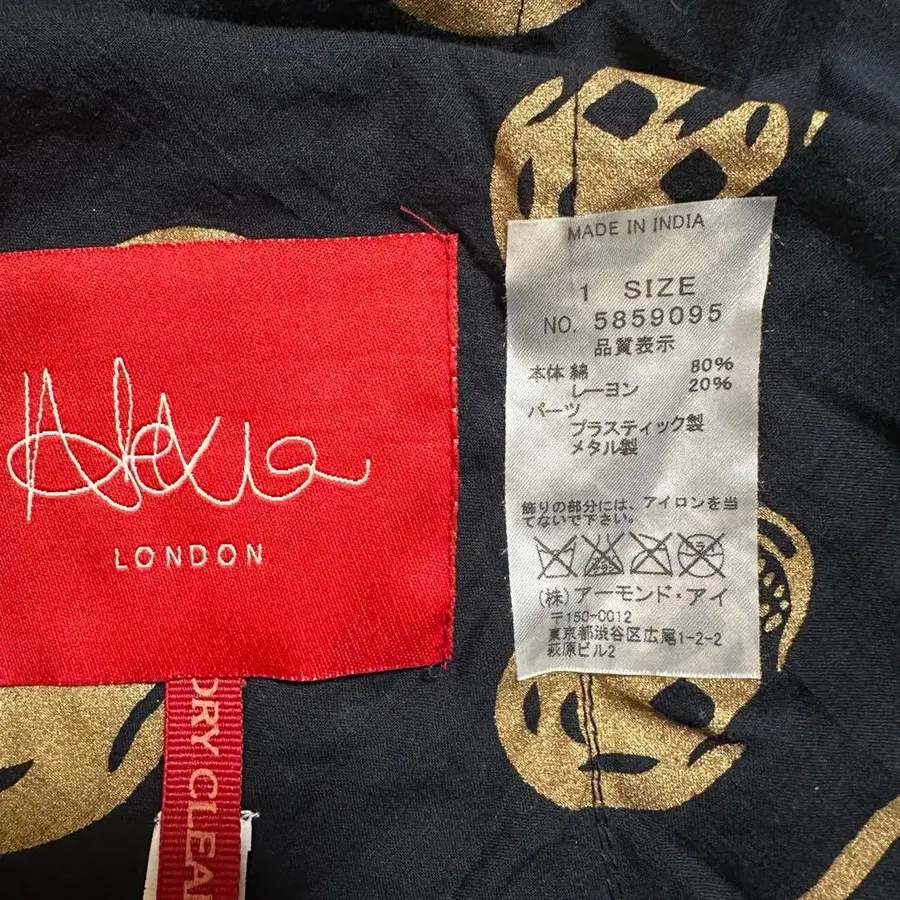 Alexia
LONDON
DRY CLEA
MADE IN INDIA
1 SIZE
NO. 5859095
品質表示
本体 綿 80%
レーヨン 20%
パーツ
プラスティック製
メタル製
飾りの部分には、アイロンを当
てないで下さい。
(株)アーモンド・アイ
〒150-0012
東京都渋谷区広尾1-2-2
萩原ビル2